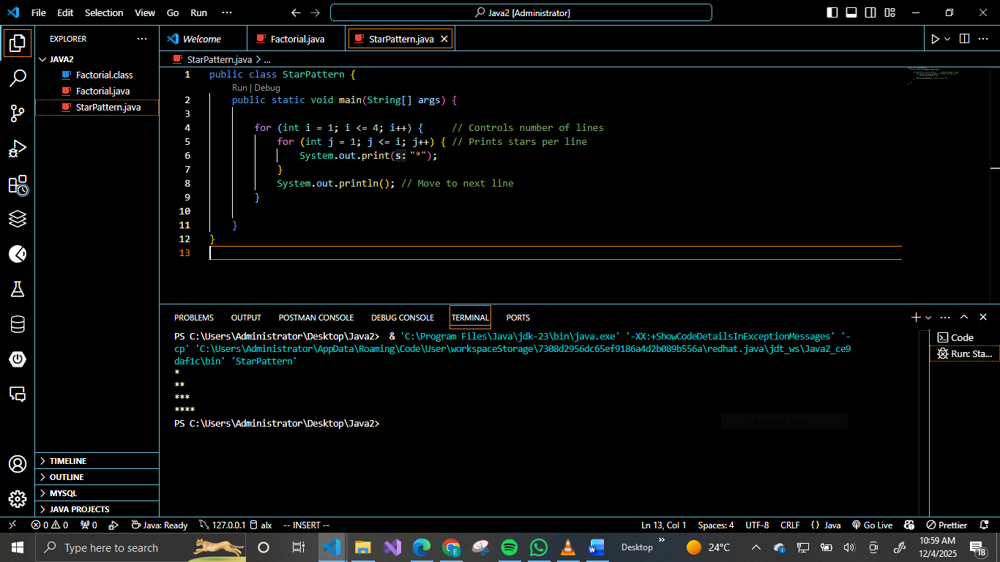 File Edit Selection View Go Run ··· Java2 [Administrator]
EXPLORER ···
JAVA2
Factorial.class
Factorial.java
StarPattern.java
TIMELINE
OUTLINE
MYSQL
JAVA PROJECTS
Welcome Factorial.java StarPattern.java
StarPattern.java > ...
1 public class StarPattern {
Run | Debug
2 public static void main(String[] args) {
3
4 for (int i = 1; i <= 4; i++) { // Controls number of lines
5 for (int j = 1; j <= i; j++) { // Prints stars per line
6 System.out.print(s: "*");
7 }
8 System.out.println(); // Move to next line
9 }
10
11 }
12 }
13
PROBLEMS OUTPUT POSTMAN CONSOLE DEBUG CONSOLE TERMINAL PORTS
PS C:\Users\Administrator\Desktop\Java2> & 'C:\Program Files\Java\jdk-23\bin\java.exe' '-XX:+ShowCodeDetailsInExceptionMessages' '-
cp' 'C:\Users\Administrator\AppData\Roaming\Code\User\workspaceStorage\7308d2956dc65ef9186a4d2b089b556a\redhat.java\jdt_ws\Java2_ce9
daf1c\bin' 'StarPattern'
*
**
***
****
PS C:\Users\Administrator\Desktop\Java2>
Code
Run: Sta...
Full-screen Snip
0 0 0 Java: Ready 127.0.0.1 alx -- INSERT -- Ln 13, Col 1 Spaces: 4 UTF-8 CRLF {} Java Go Live Prettier
Type here to search Desktop » 24°C 10:59 AM
12/4/2025
18